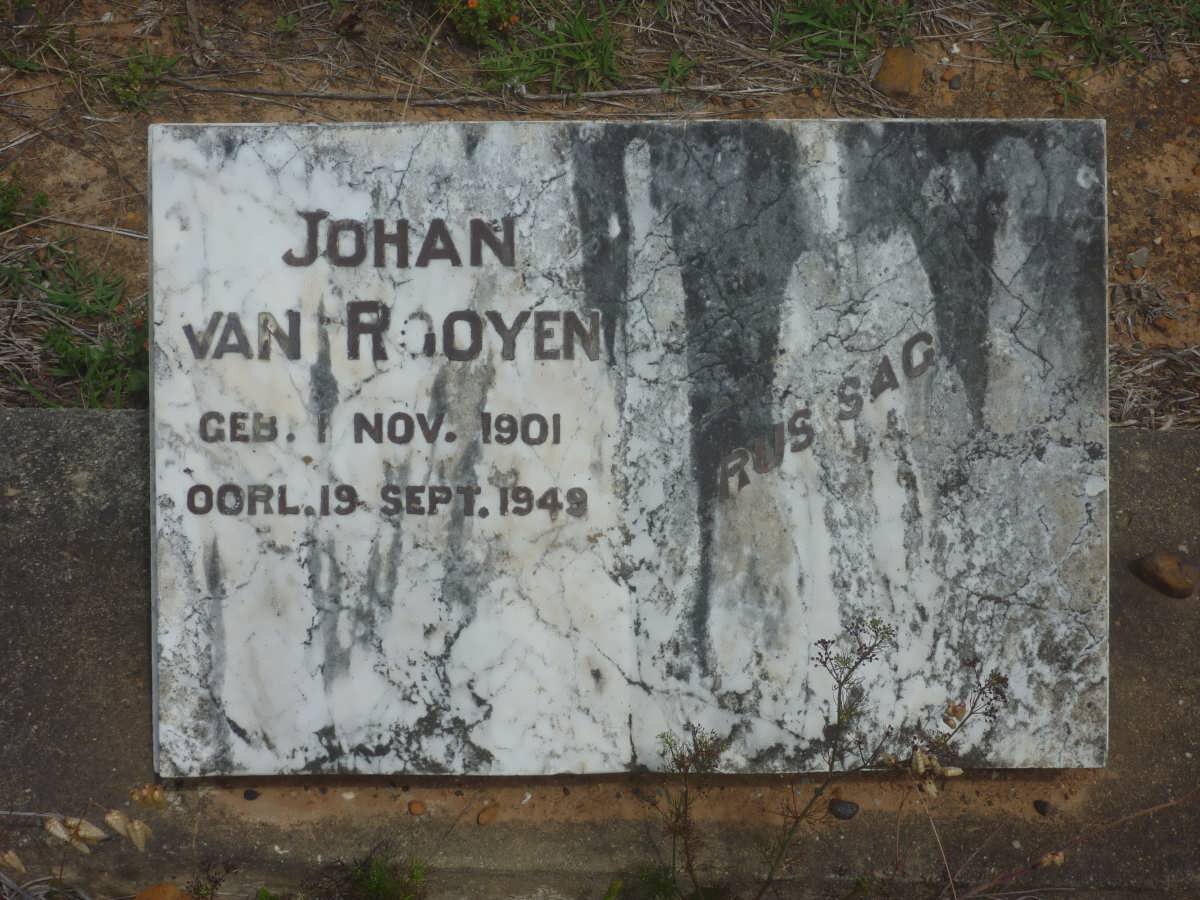 JOHAN
VAN ROOYEN
GEB. 1 NOV. 1901
OORL. 19 SEPT. 1949
RUS SAG